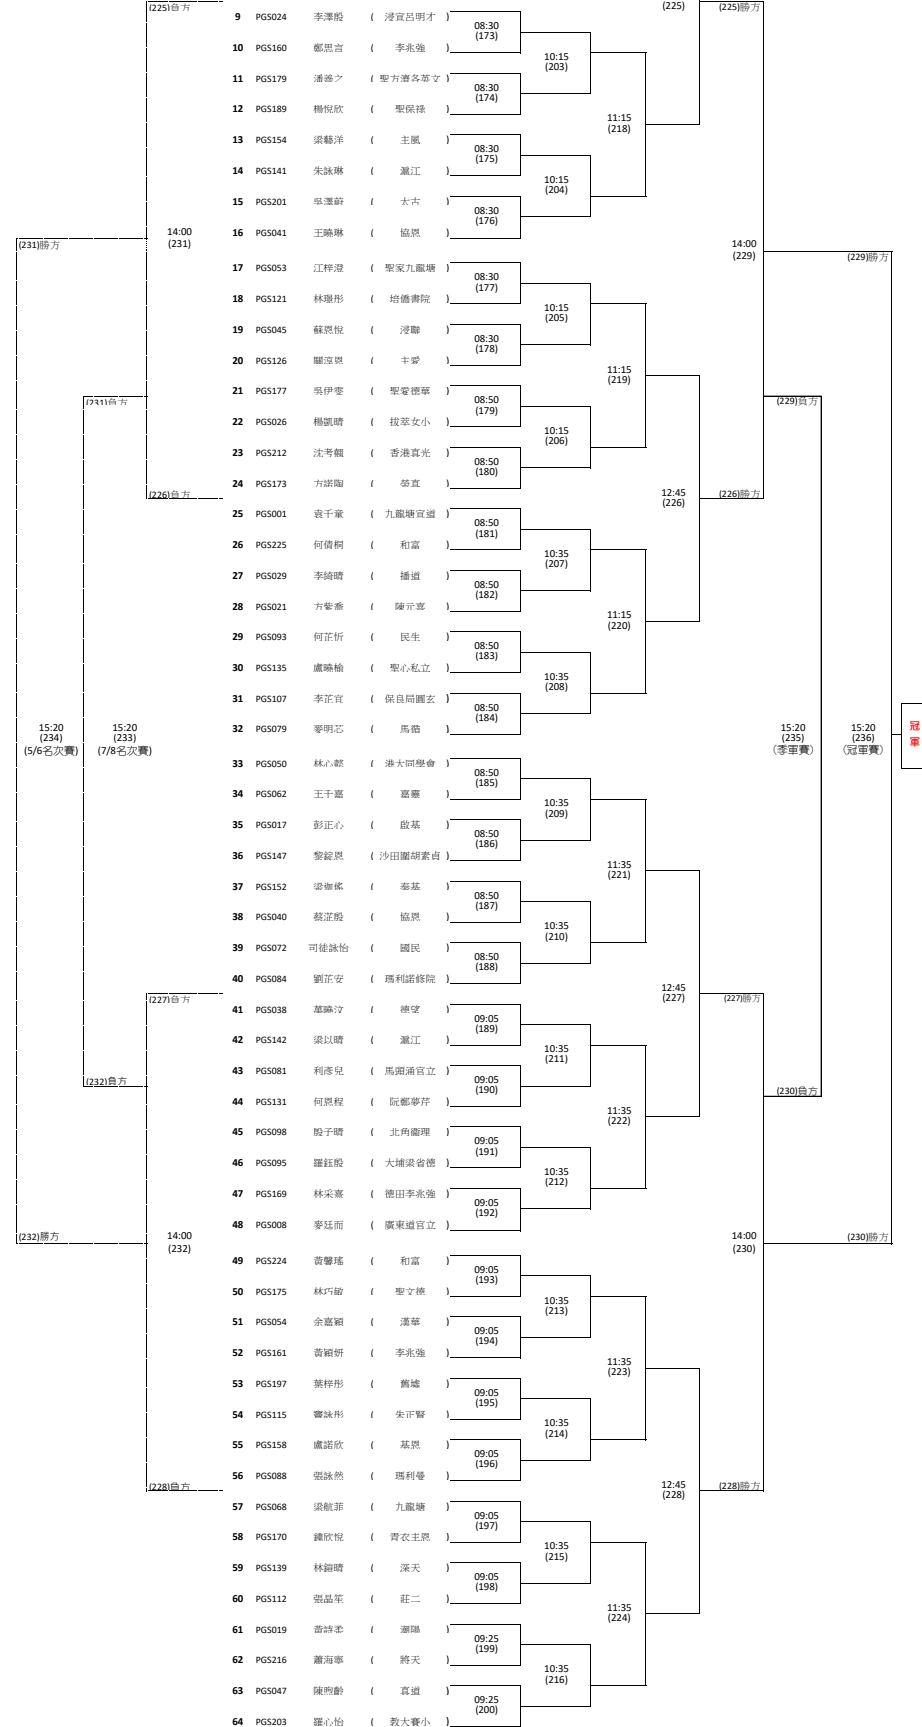 (225)負方 (225) (225)勝方
9 PGS024 李澤殷 ( 浸宣呂明才 )
08:30
(173)
10 PGS160 鄭思言 ( 李兆強 )
10:15
(203)
11 PGS179 潘善之 ( 聖方濟各英文 )
08:30
(174)
12 PGS189 楊悅欣 ( 聖保祿 )
11:15
(218)
13 PGS154 梁藝洋 ( 主風 )
08:30
(175)
14 PGS141 朱詠琳 ( 滬江 )
10:15
(204)
15 PGS201 吳澤蔚 ( 太古 )
08:30
(176)
16 PGS041 王曉琳 ( 協恩 )
14:00
(231)
(231)勝方
14:00
(229)
(229)勝方
17 PGS053 江梓澄 ( 聖家九龍塘 )
08:30
(177)
18 PGS121 林璟彤 ( 培僑書院 )
10:15
(205)
19 PGS045 蘇恩悅 ( 浸聯 )
08:30
(178)
20 PGS126 關淳恩 ( 主愛 )
11:15
(219)
21 PGS177 吳伊雯 ( 聖愛德華 )
08:50
(179)
(231)負方 (229)負方
22 PGS026 楊凱晴 ( 拔萃女小 )
10:15
(206)
23 PGS212 沈考翹 ( 香港真光 )
08:50
(180)
24 PGS173 方諾陶 ( 英真 )
(226)負方
12:45
(226)
(226)勝方
25 PGS001 袁千童 ( 九龍塘宣道 )
08:50
(181)
26 PGS225 何倩桐 ( 和富 )
10:35
(207)
27 PGS029 李綺晴 ( 播道 )
08:50
(182)
28 PGS021 方紫喬 ( 陳元喜 )
11:15
(220)
29 PGS093 何芷忻 ( 民生 )
08:50
(183)
30 PGS135 盧曉榆 ( 聖心私立 )
10:35
(208)
31 PGS107 李芷宜 ( 保良局圓玄 )
08:50
(184)
32 PGS079 麥明芯 ( 馬循 )
15:20
(234)
(5/6名次賽)
15:20
(233)
(7/8名次賽)
15:20
(235)
(季軍賽)
15:20
(236)
(冠軍賽)
冠
軍
33 PGS050 林心懿 ( 港大同學會 )
08:50
(185)
34 PGS062 王千嘉 ( 嘉靈 )
10:35
(209)
35 PGS017 彭正心 ( 啟基 )
08:50
(186)
36 PGS147 黎錠恩 ( 沙田圍胡素貞 )
11:35
(221)
37 PGS152 梁珈傜 ( 泰基 )
08:50
(187)
38 PGS040 蔡芷殷 ( 協恩 )
10:35
(210)
39 PGS072 司徒詠怡 ( 國民 )
08:50
(188)
40 PGS084 劉芷安 ( 瑪利諾修院 )
(227)負方
12:45
(227)
(227)勝方
41 PGS038 萬曉汶 ( 德望 )
09:05
(189)
42 PGS142 梁以晴 ( 滬江 )
10:35
(211)
43 PGS081 利彥兒 ( 馬頭涌官立 )
09:05
(190)
(232)負方 (230)負方
44 PGS131 何恩程 ( 阮鄭夢芹 )
11:35
(222)
45 PGS098 殷子晴 ( 北角衞理 )
09:05
(191)
46 PGS095 羅鈺殷 ( 大埔梁省德 )
10:35
(212)
47 PGS169 林采熹 ( 德田李兆強 )
09:05
(192)
48 PGS008 麥廷而 ( 廣東道官立 )
(232)勝方
14:00
(232)
14:00
(230)
(230)勝方
49 PGS224 黃馨瑤 ( 和富 )
09:05
(193)
50 PGS175 林巧敏 ( 聖文德 )
10:35
(213)
51 PGS054 余嘉穎 ( 漢華 )
09:05
(194)
52 PGS161 黃穎妍 ( 李兆強 )
11:35
(223)
53 PGS197 葉梓彤 ( 舊墟 )
09:05
(195)
54 PGS115 竇詠彤 ( 朱正賢 )
10:35
(214)
55 PGS158 盧諾欣 ( 基恩 )
09:05
(196)
56 PGS088 張詠然 ( 瑪利曼 )
(228)負方
12:45
(228)
(228)勝方
57 PGS068 梁航菲 ( 九龍塘 )
09:05
(197)
58 PGS170 鍾欣悅 ( 青衣主恩 )
10:35
(215)
59 PGS139 林鎧晴 ( 深天 )
09:05
(198)
60 PGS112 張晶笙 ( 莊二 )
11:35
(224)
61 PGS019 黃詩柔 ( 潮陽 )
09:25
(199)
62 PGS216 蕭海寧 ( 將天 )
10:35
(216)
63 PGS047 陳煦齡 ( 真道 )
09:25
(200)
64 PGS203 羅心怡 ( 教大賽小 )